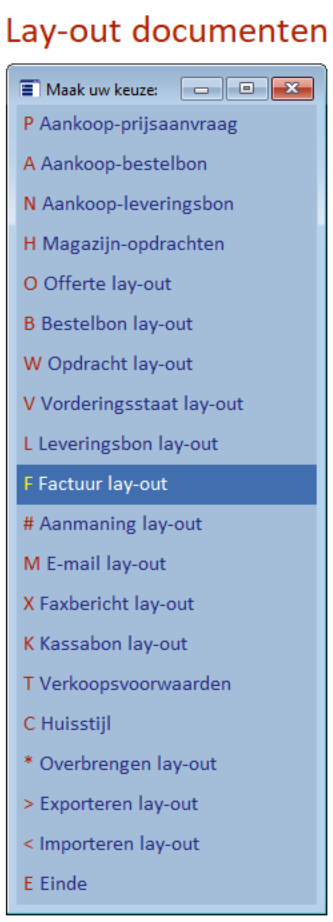 Lay-out documenten
Maak uw keuze:
P Aankoop-prijsaanvraag
A Aankoop-bestelbon
N Aankoop-leveringsbon
H Magazijn-opdrachten
O Offerte lay-out
B Bestelbon lay-out
W Opdracht lay-out
V Vorderingsstaat lay-out
L Leveringsbon lay-out
F Factuur lay-out
# Aanmaning lay-out
M E-mail lay-out
X Faxbericht lay-out
K Kassabon lay-out
T Verkoopsvoorwaarden
C Huisstijl
* Overbrengen lay-out
> Exporteren lay-out
< Importeren lay-out
E Einde